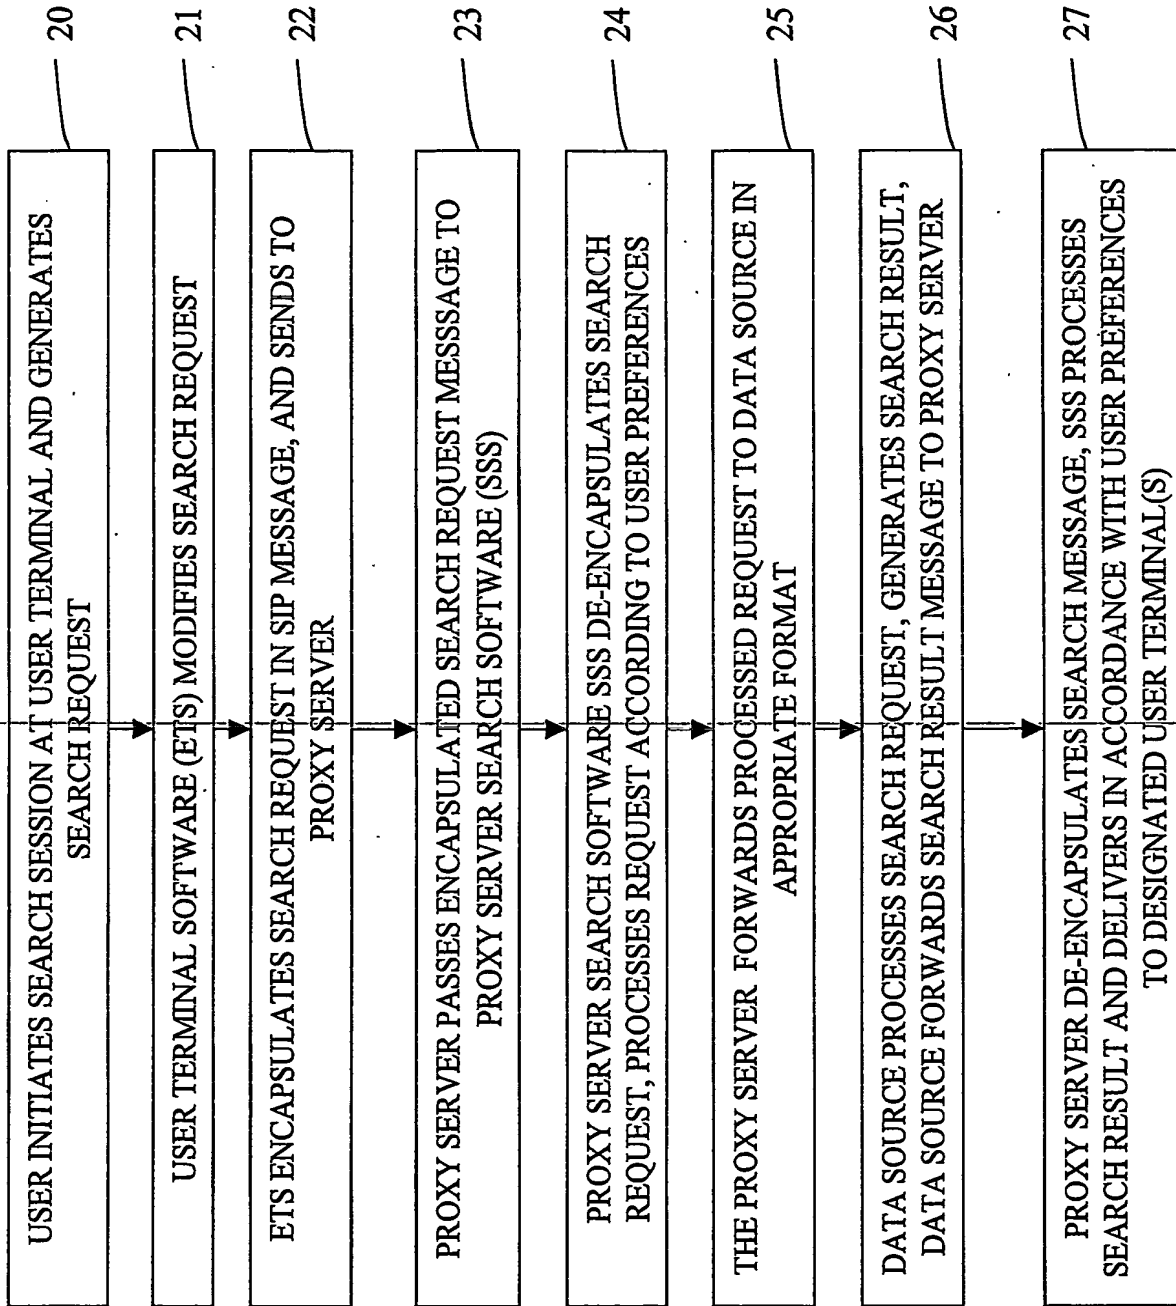 USER INITIATES SEARCH SESSION AT USER TERMINAL AND GENERATES
SEARCH REQUEST
20
USER TERMINAL SOFTWARE (ETS) MODIFIES SEARCH REQUEST
21
ETS ENCAPSULATES SEARCH REQUEST IN SIP MESSAGE, AND SENDS TO
PROXY SERVER
22
PROXY SERVER PASSES ENCAPSULATED SEARCH REQUEST MESSSAGE TO
PROXY SERVER SEARCH SOFTWARE (SSS)
23
PROXY SERVER SEARCH SOFTWARE SSS DE-ENCAPSULATES SEARCH
REQUEST, PROCESSES REQUEST ACCORDING TO USER PREFERENCES
24
THE PROXY SERVER FORWARDS PROCESSED REQUEST TO DATA SOURCE IN
APPROPRIATE FORMAT
25
DATA SOURCE PROCESSES SEARCH REQUEST, GENERATES SEARCH RESULT,
DATA SOURCE FORWARDS SEARCH RESULT MESSAGE TO PROXY SERVER
26
PROXY SERVER DE-ENCAPSULATES SEARCH MESSAGE, SSS PROCESSES
SEARCH RESULT AND DELIVERS IN ACCORDANCE WITH USER PREFERENCES
TO DESIGNATED USER TERMINAL(S)
27